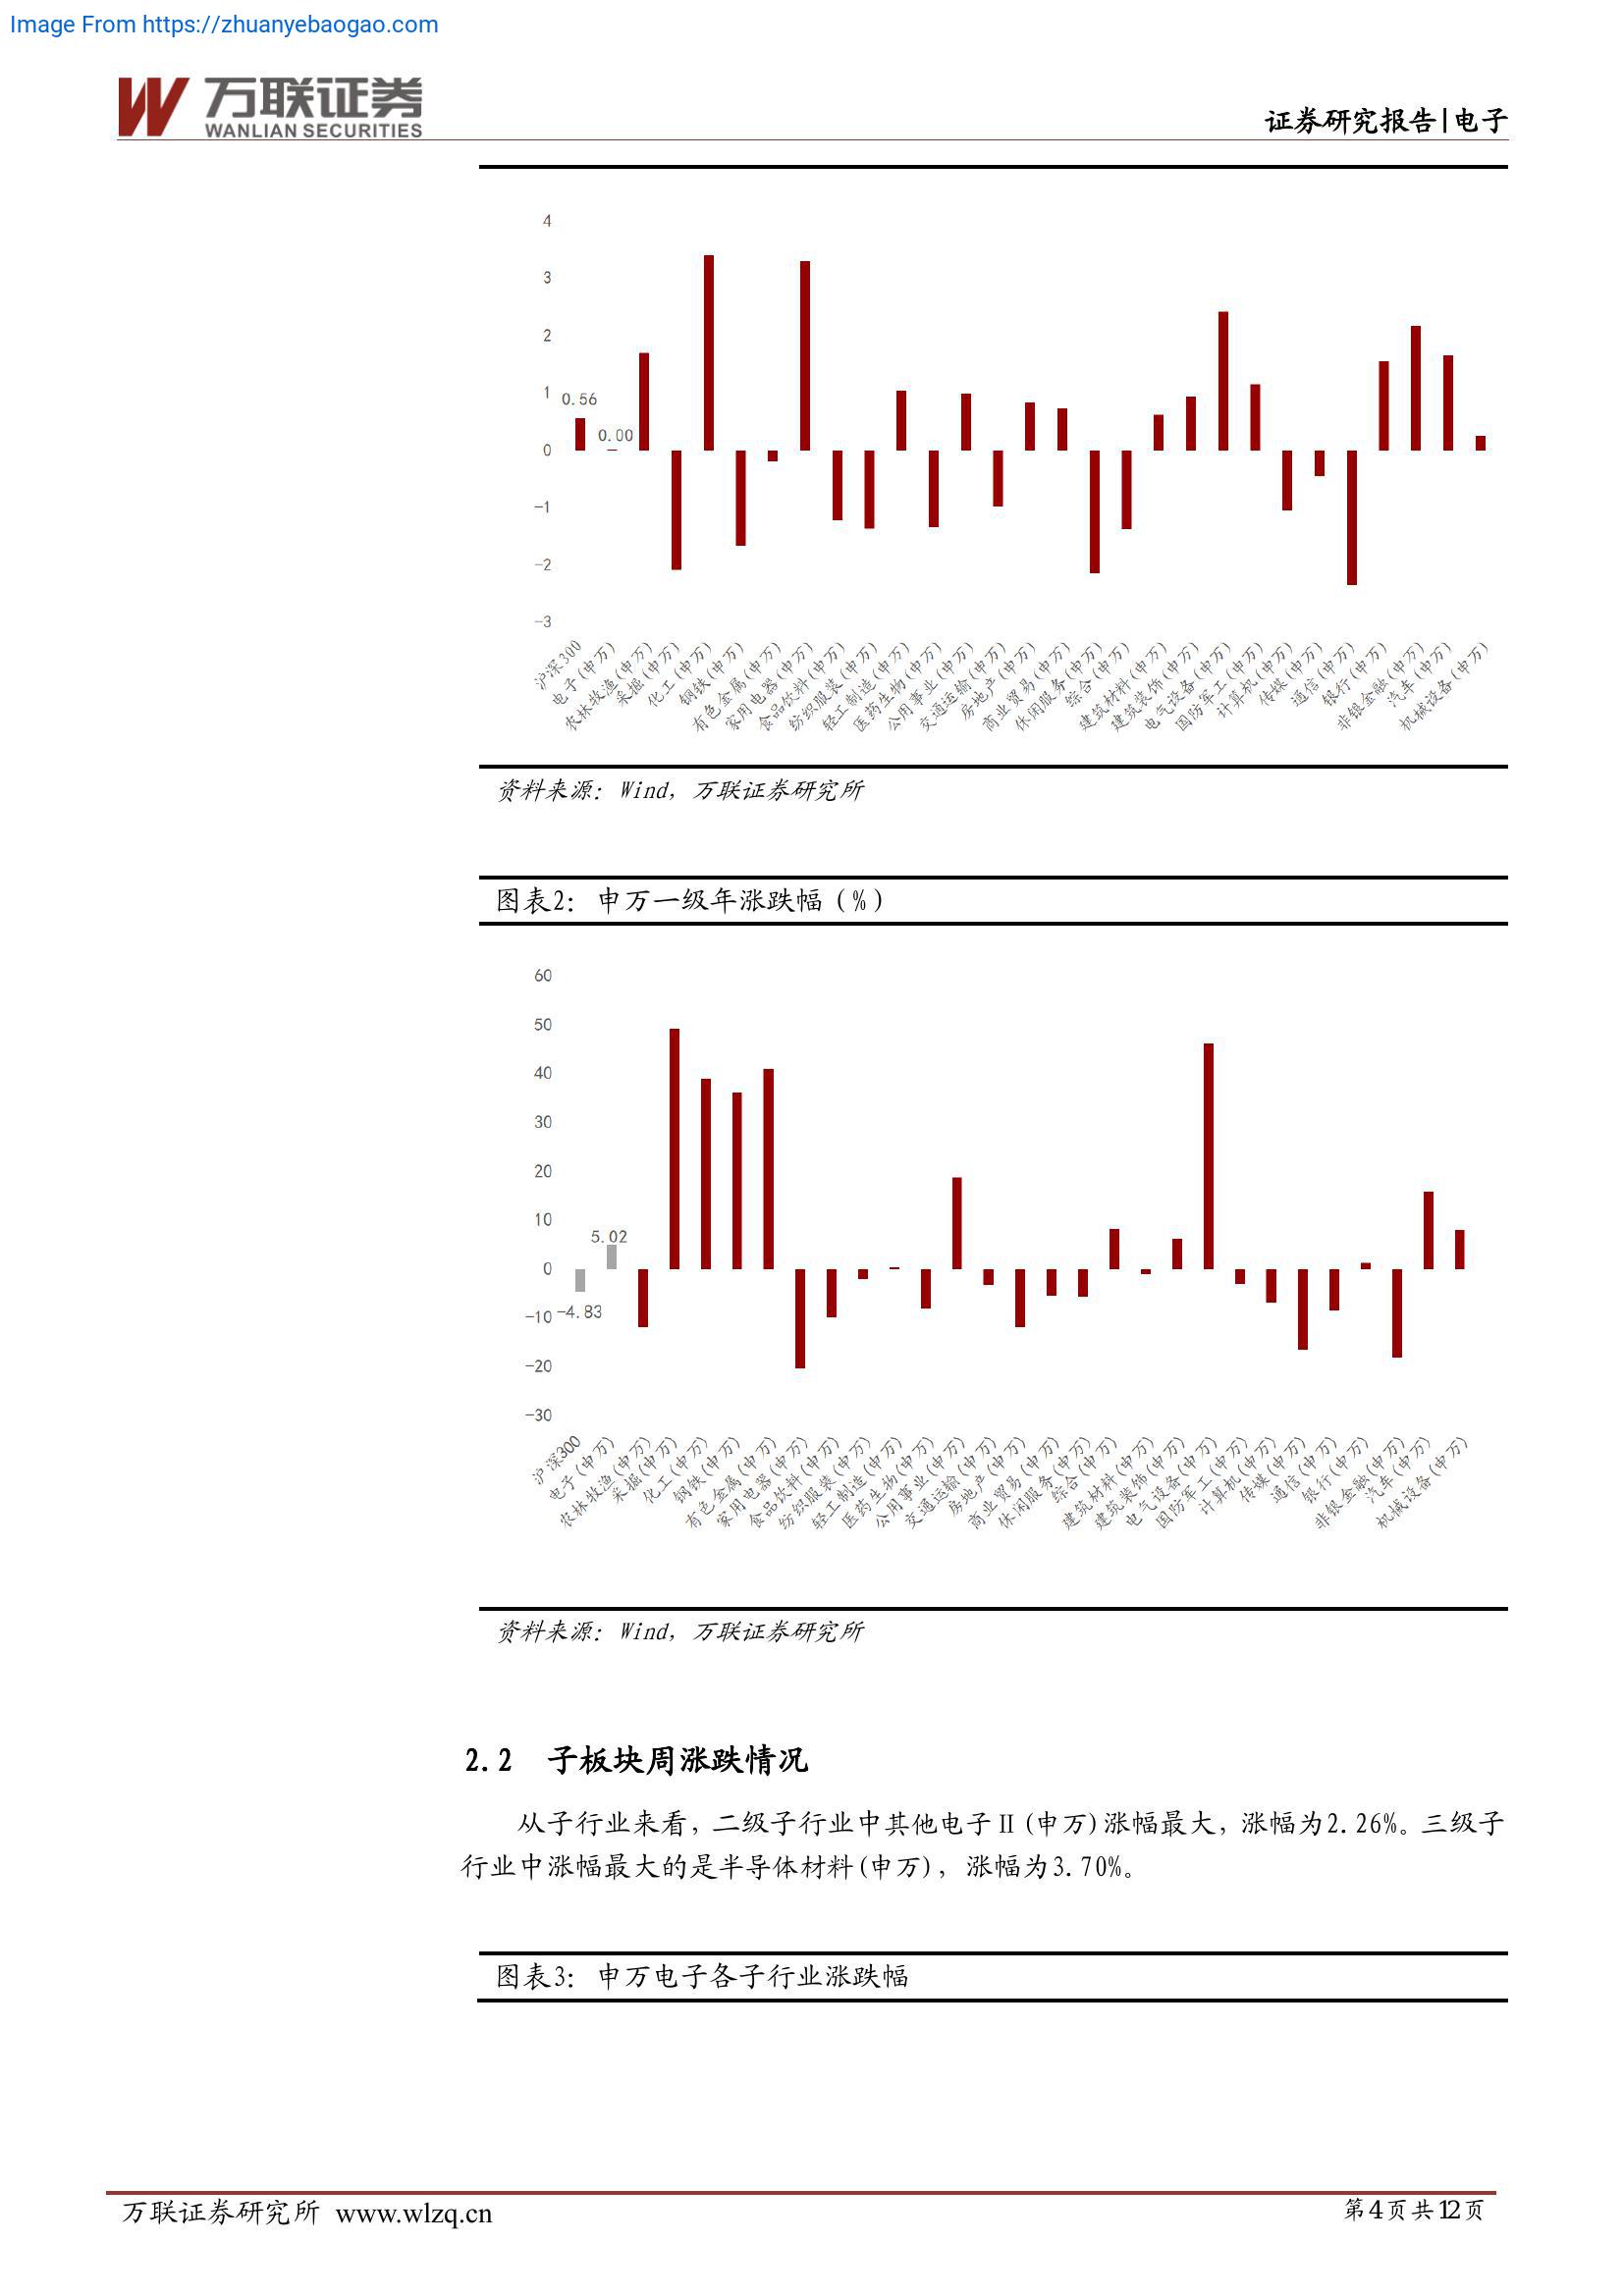 Image From https://zhuanyebaogao.com
万联证券
WANLIAN SECURITIES
证券研究报告|电子
4
3
2
1
0
-1
-2
-3
0.56
0.00
沪深300
电子(申万)
农林牧渔(申万)
采掘(申万)
化工(申万)
钢铁(申万)
有色金属(申万)
家用电器(申万)
食品饮料(申万)
纺织服装(申万)
轻工制造(申万)
医药生物(申万)
公用事业(申万)
交通运输(申万)
房地产(申万)
商业贸易(申万)
休闲服务(申万)
综合(申万)
建筑材料(申万)
建筑装饰(申万)
电气设备(申万)
国防军工(申万)
计算机(申万)
传媒(申万)
通信(申万)
银行(申万)
非银金融(申万)
汽车(申万)
机械设备(申万)
资料来源：Wind，万联证券研究所
图表2：申万一级年涨跌幅（%）
60
50
40
30
20
10
0
-10
-20
-30
5.02
-4.83
沪深300
电子(申万)
农林牧渔(申万)
采掘(申万)
化工(申万)
钢铁(申万)
有色金属(申万)
家用电器(申万)
食品饮料(申万)
纺织服装(申万)
轻工制造(申万)
医药生物(申万)
公用事业(申万)
交通运输(申万)
房地产(申万)
商业贸易(申万)
休闲服务(申万)
综合(申万)
建筑材料(申万)
建筑装饰(申万)
电气设备(申万)
国防军工(申万)
计算机(申万)
传媒(申万)
通信(申万)
银行(申万)
非银金融(申万)
汽车(申万)
机械设备(申万)
资料来源：Wind，万联证券研究所
2.2 子板块周涨跌情况
从子行业来看，二级子行业中其他电子Ⅱ(申万)涨幅最大，涨幅为2.26%。三级子
行业中涨幅最大的是半导体材料(申万)，涨幅为3.70%。
图表3：申万电子各子行业涨跌幅
万联证券研究所 www.wlzq.cn
第4页共12页